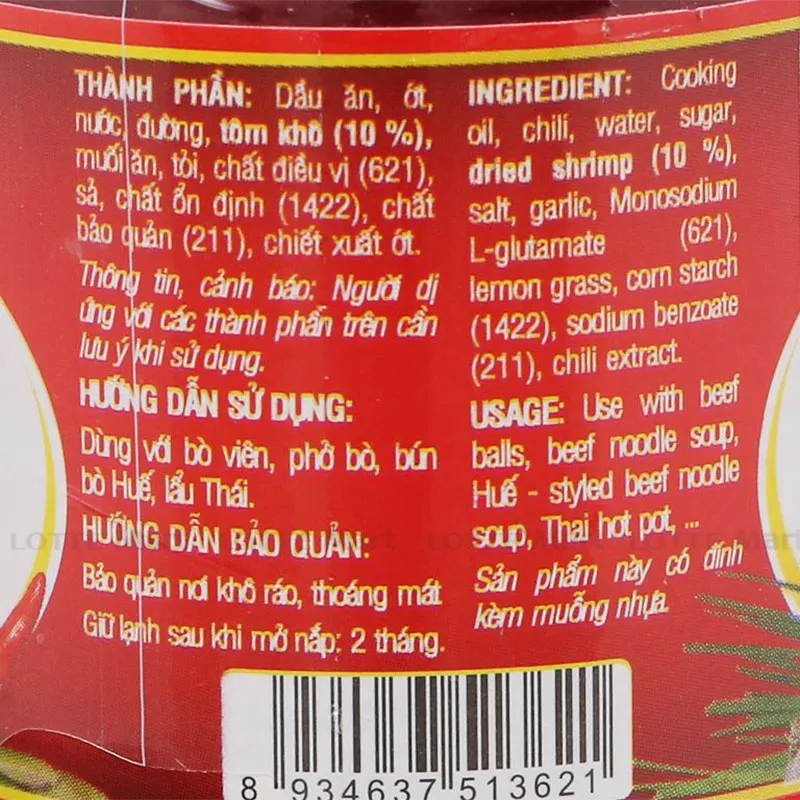 THÀNH PHẦN: Dầu ăn, ớt,
nước, đường, tôm khô (10 %),
muối ăn, tỏi, chất điều vị (621),
sả, chất ổn định (1422), chất
bảo quản (211), chiết xuất ớt.
Thông tin, cảnh báo: Người dị
ứng với các thành phần trên cần
lưu ý khi sử dụng.
HƯỚNG DẪN SỬ DỤNG:
Dùng với bò viên, phở bò, bún
bò Huế, lẩu Thái.
HƯỚNG DẪN BẢO QUẢN:
Bảo quản nơi khô ráo, thoáng mát
Giữ lạnh sau khi mở nắp: 2 tháng.
INGREDIENT: Cooking
oil, chili, water, sugar,
dried shrimp (10 %),
salt, garlic, Monosodium
L-glutamate (621),
lemon grass, corn starch
(1422), sodium benzoate
(211), chili extract.
USAGE: Use with beef
balls, beef noodle soup,
Huế - styled beef noodle
soup, Thai hot pot, ...
Sản phẩm này có đính
kèm muỗng nhựa.
8 934637 513621